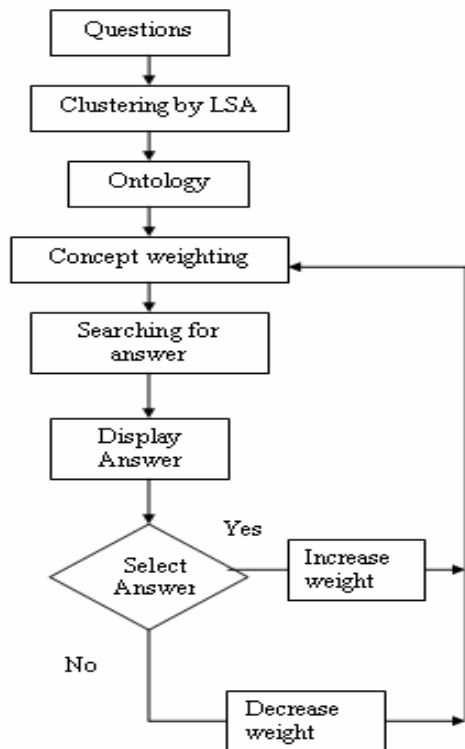 Questions
Clustering by LSA
Ontology
Concept weighting
Searching for
answer
Display
Answer
Yes
Select
Answer
Increase
weight
No
Decrease
weight